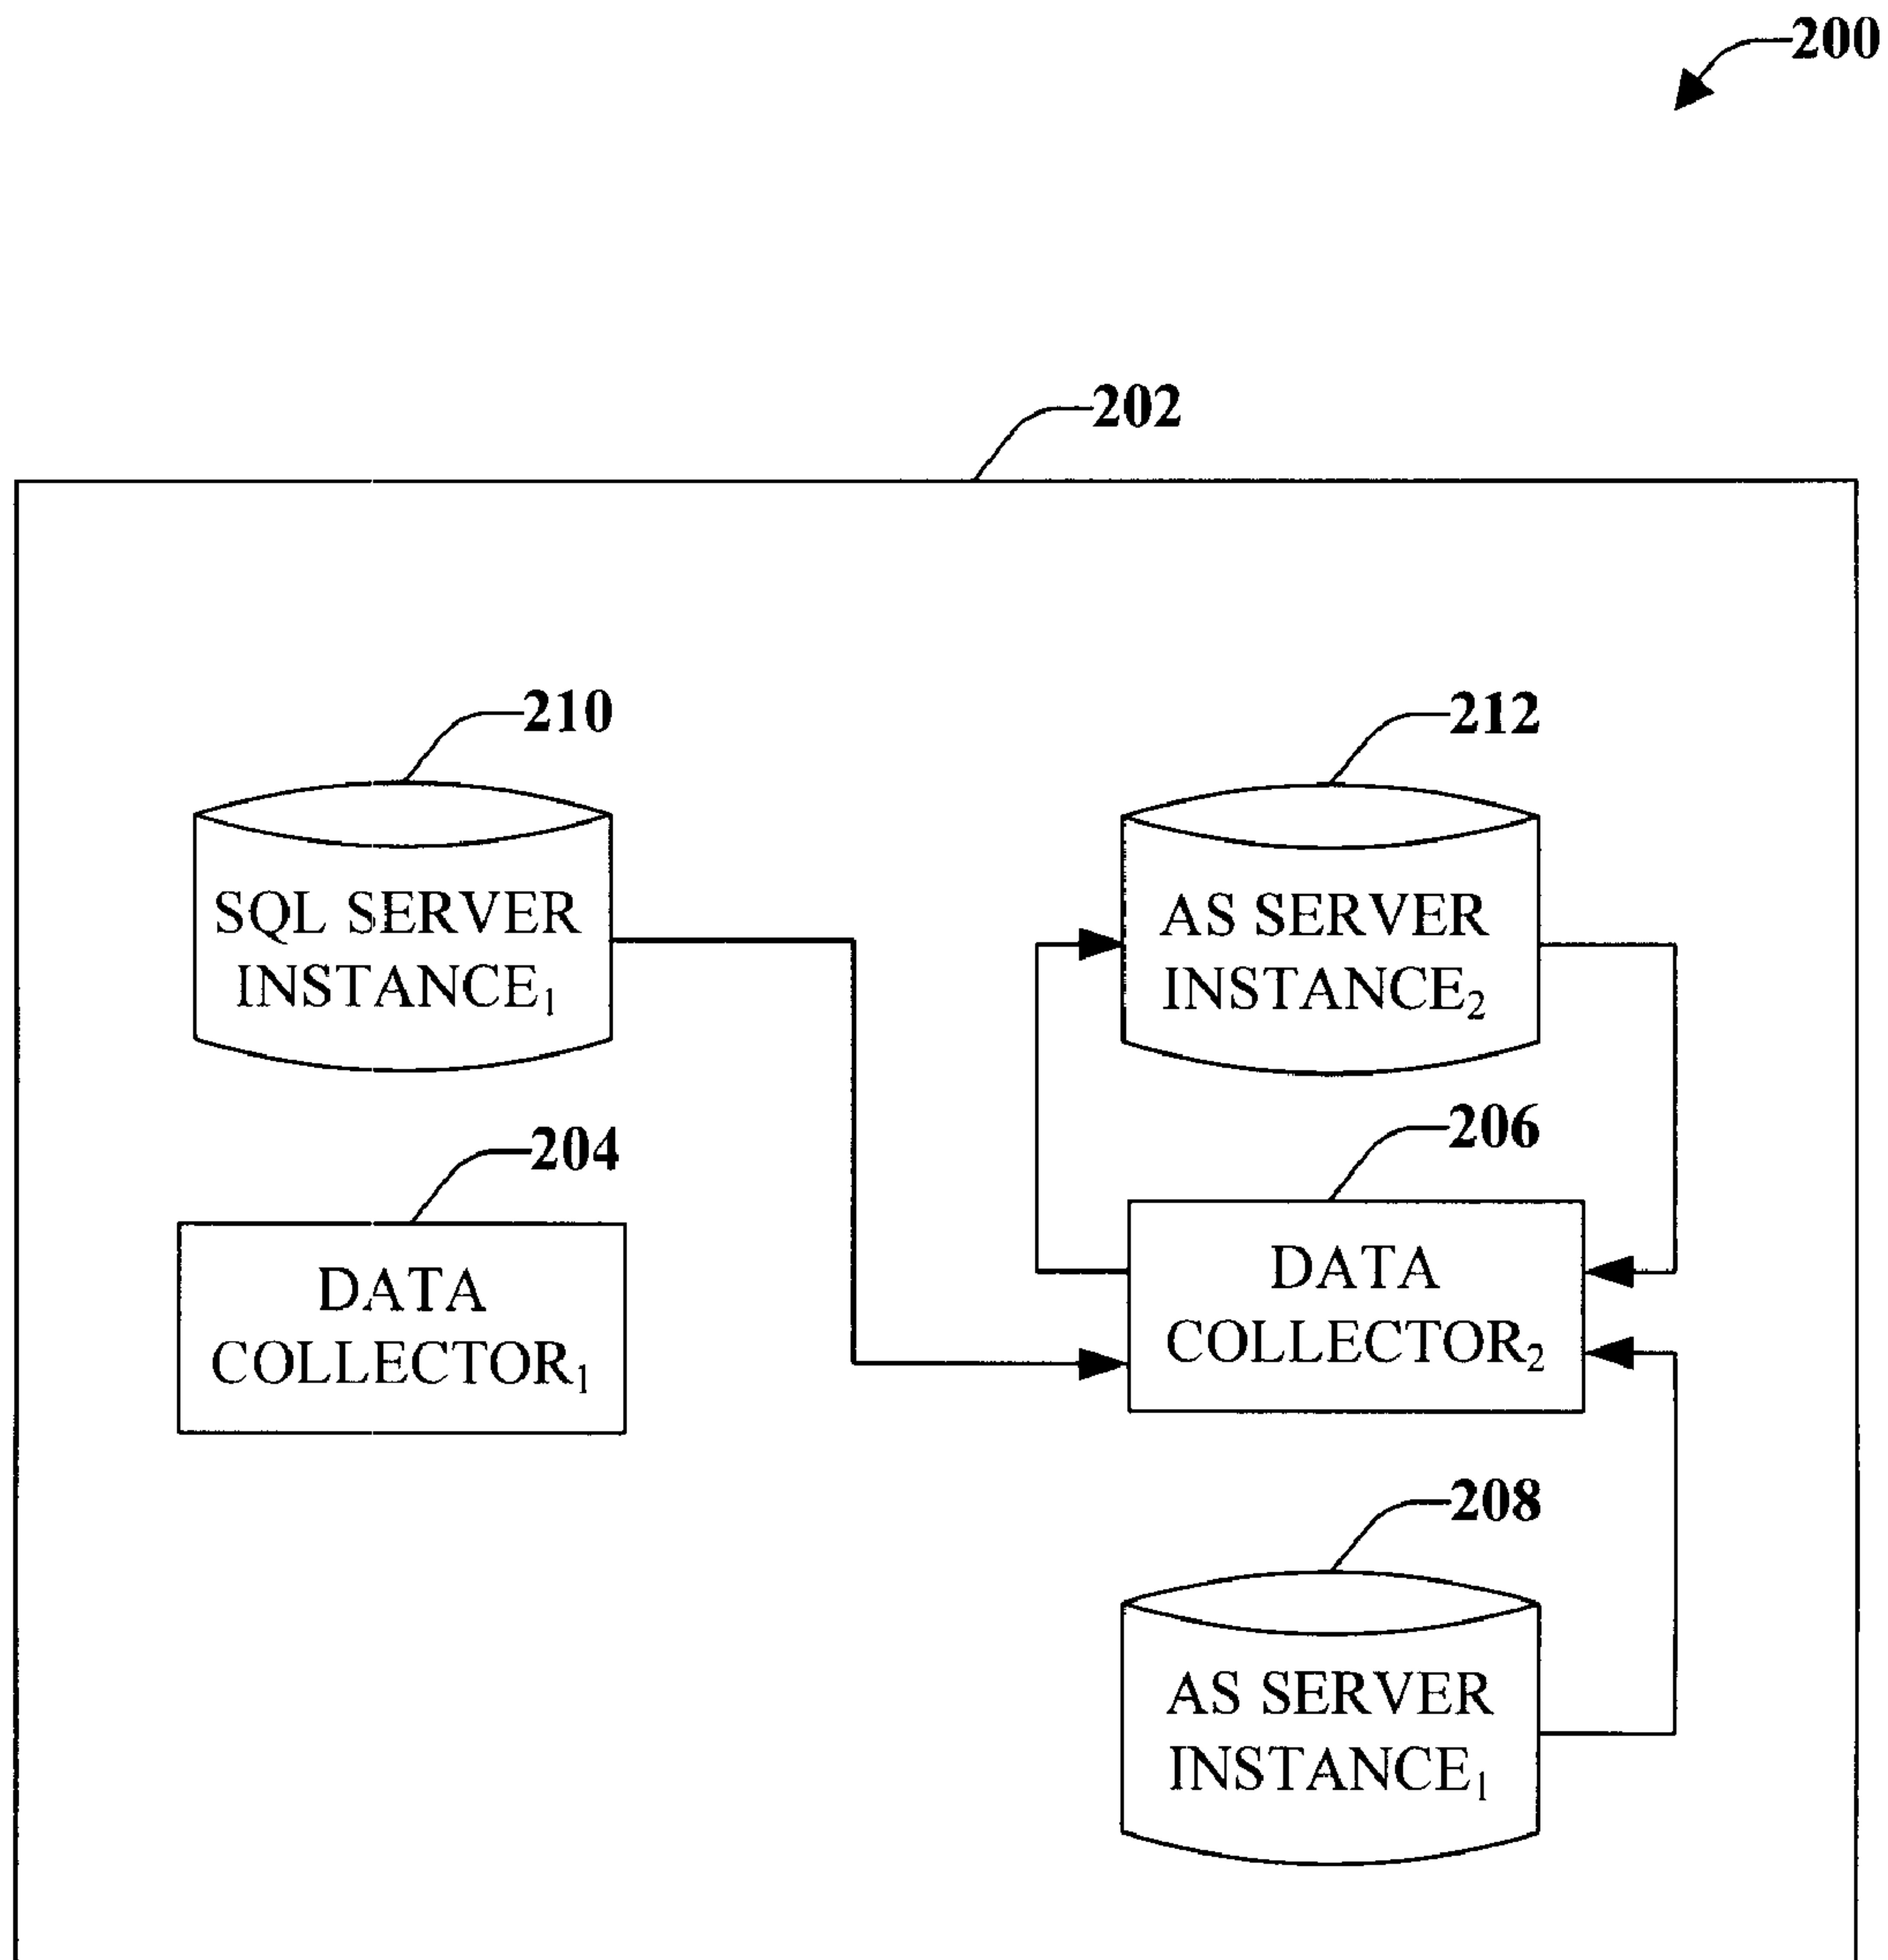 200
202
210
212
SQL SERVER
INSTANCE₁
AS SERVER
INSTANCE₂
204
206
DATA
COLLECTOR₁
DATA
COLLECTOR₂
208
AS SERVER
INSTANCE₁